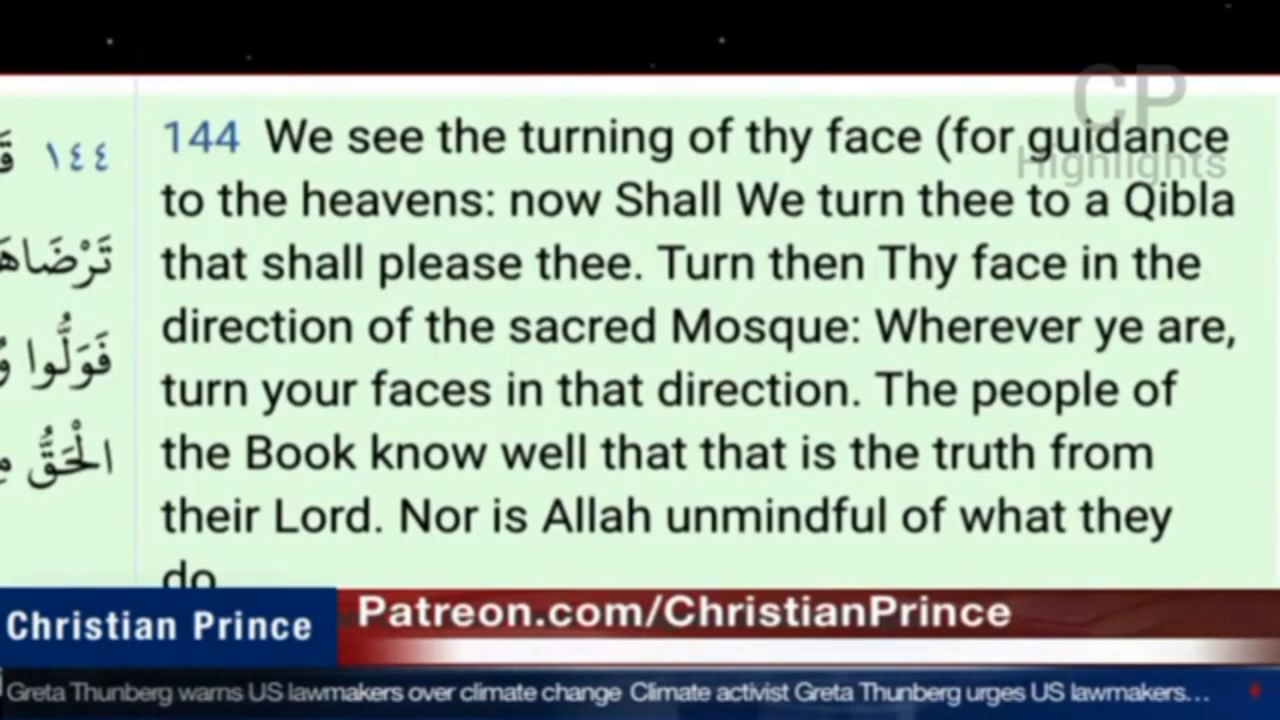 CP
Highlights
144 We see the turning of thy face (for guidance
to the heavens: now Shall We turn thee to a Qibla
that shall please thee. Turn then Thy face in the
direction of the sacred Mosque: Wherever ye are,
turn your faces in that direction. The people of
the Book know well that that is the truth from
their Lord. Nor is Allah unmindful of what they
do
١٤٤
تَرْضَاهَ
فَوَلُّوا
الْحَقُّ
Christian Prince
Patreon.com/ChristianPrince
Greta Thunberg warns US lawmakers over climate change Climate activist Greta Thunberg urges US lawmakers...